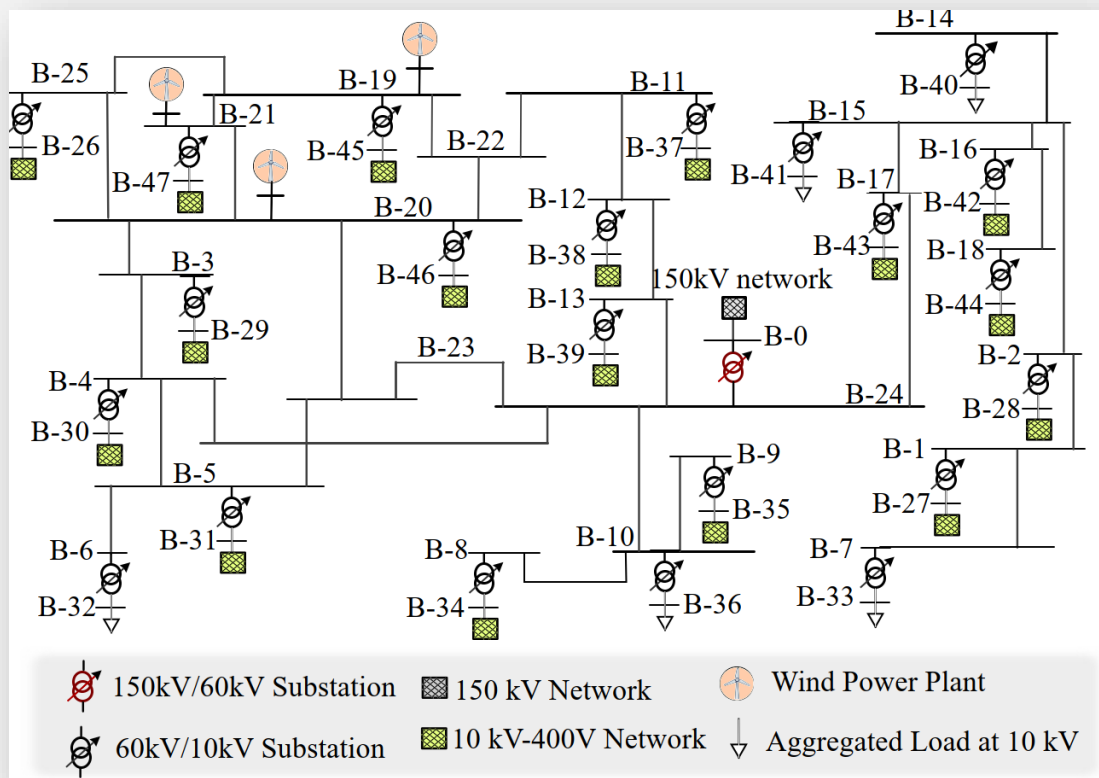 B-14
B-25
B-19
B-11
B-40
B-21
B-15
B-26
B-45
B-22
B-37
B-16
B-47
B-41
B-17
B-20
B-12
B-42
B-46
B-38
B-43
B-18
B-3
150kV network
B-13
B-44
B-29
B-0
B-23
B-39
B-2
B-4
B-24
B-28
B-30
B-5
B-9
B-1
B-35
B-27
B-31
B-6
B-8
B-10
B-7
B-32
B-34
B-36
B-33
150kV/60kV Substation
150 kV Network
Wind Power Plant
60kV/10kV Substation
10 kV-400V Network
Aggregated Load at 10 kV